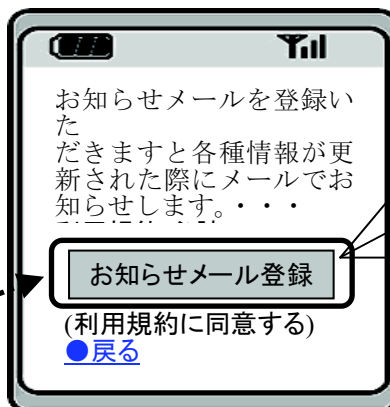 お知らせメールを登録い
た
だきますと各種情報が更
新された際にメールでお
知らせします。・・・
お知らせメール登録
(利用規約に同意する)
●戻る